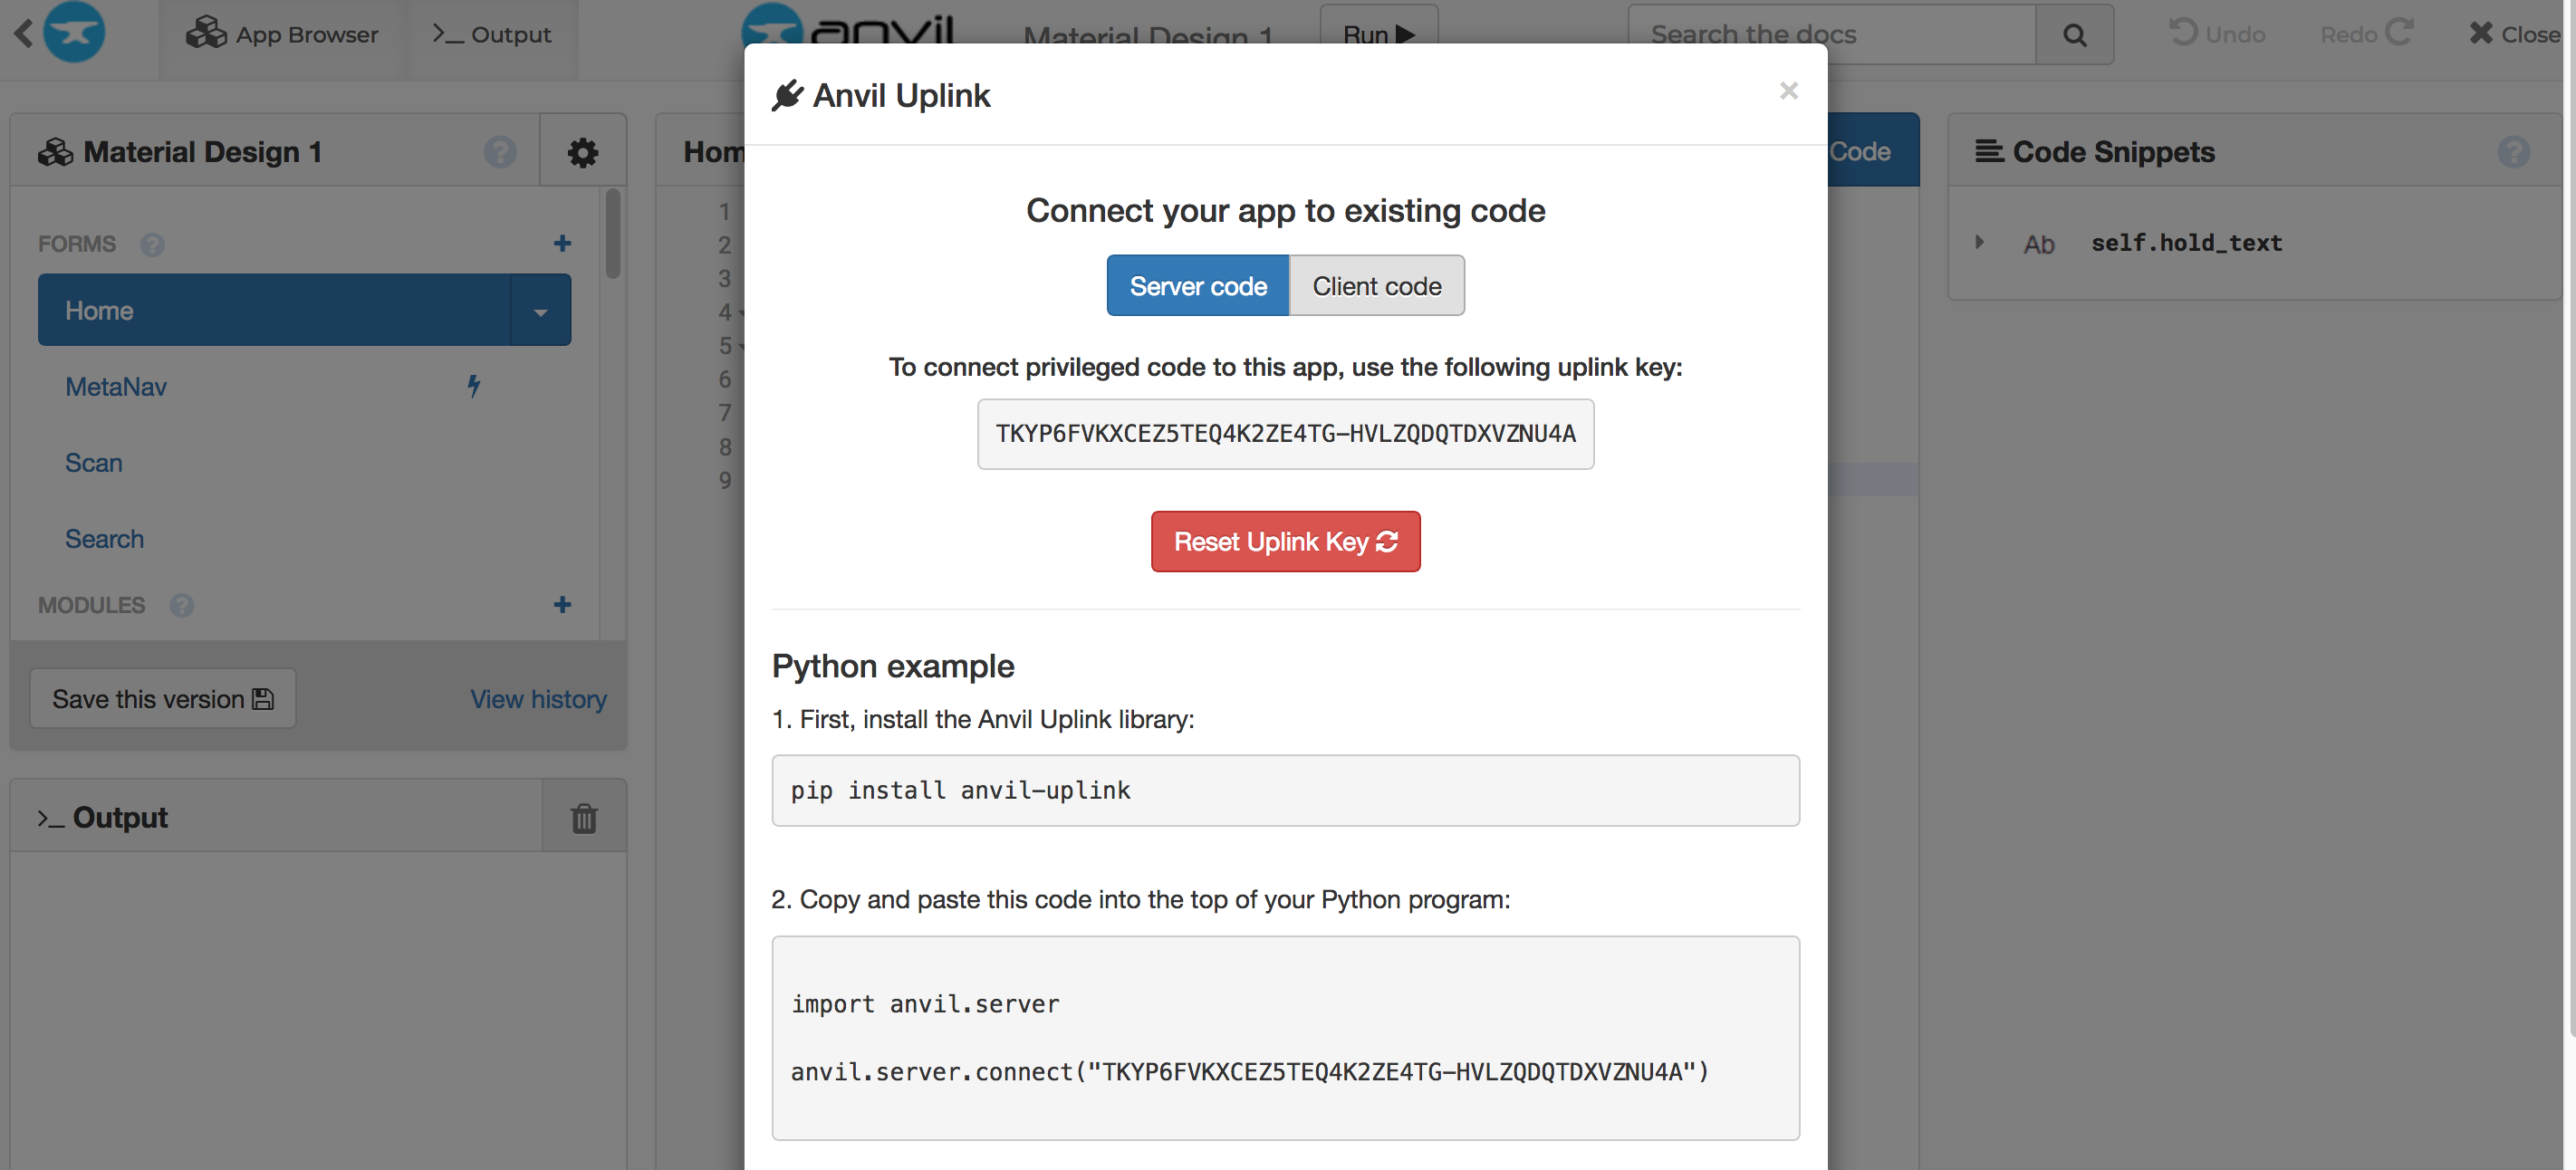 App Browser
>_ Output
anvil
Material Design 1
Run
Search the docs
Undo
Redo
Close
Material Design 1
?
FORMS ?
+
Home
MetaNav
Scan
Search
MODULES ?
+
Save this version
View history
>_ Output
Hom
1
2
3
4
5
6
7
8
9
Code
Code Snippets
?
Ab self.hold_text
Anvil Uplink
×
Connect your app to existing code
Server code
Client code
To connect privileged code to this app, use the following uplink key:
TKYP6FVKXCEZ5TEQ4K2ZE4TG-HVLZQDQTDXVZNU4A
Reset Uplink Key
Python example
1. First, install the Anvil Uplink library:
pip install anvil-uplink
2. Copy and paste this code into the top of your Python program:
import anvil.server
anvil.server.connect("TKYP6FVKXCEZ5TEQ4K2ZE4TG-HVLZQDQTDXVZNU4A")